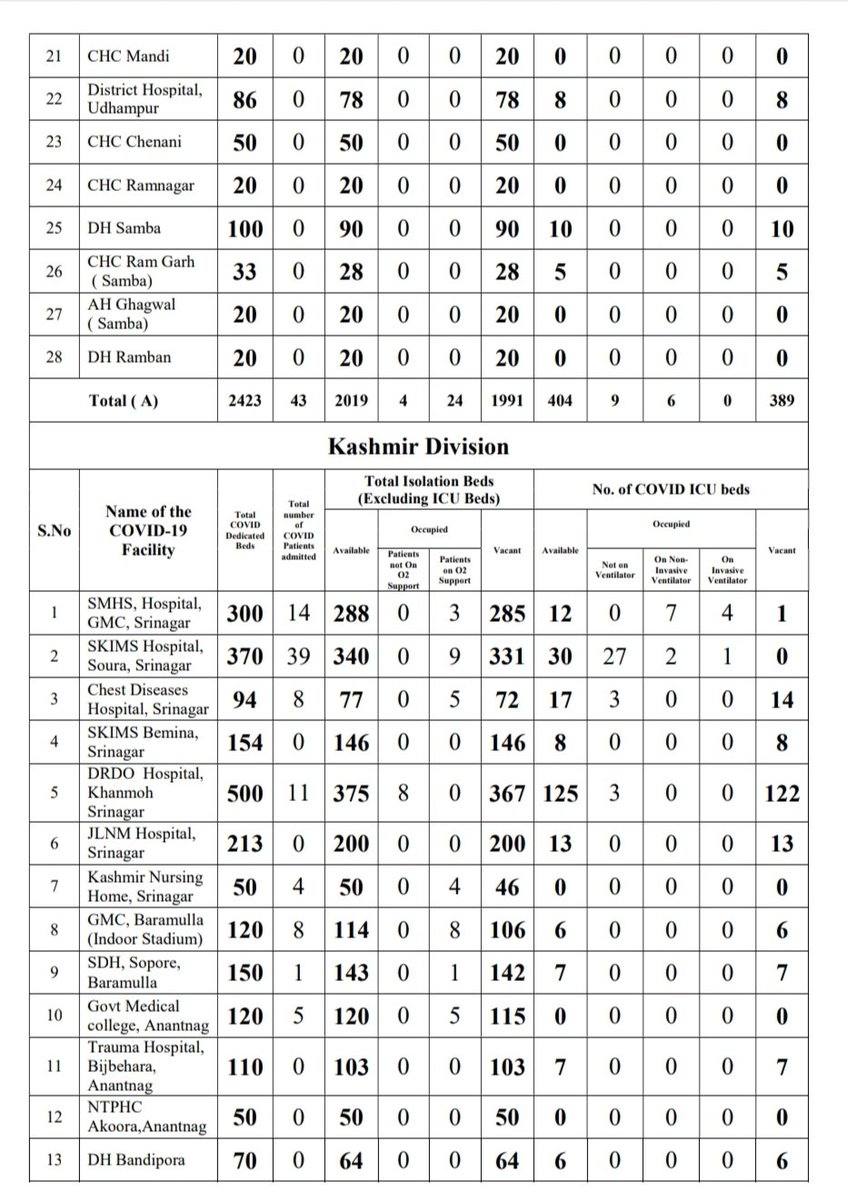 21 CHC Mandi 20 0 20 0 0 20 0 0 0 0 0
22 District Hospital, Udhampur 86 0 78 0 0 78 8 0 0 0 8
23 CHC Chenani 50 0 50 0 0 50 0 0 0 0 0
24 CHC Ramnagar 20 0 20 0 0 20 0 0 0 0 0
25 DH Samba 100 0 90 0 0 90 10 0 0 0 10
26 CHC Ram Garh ( Samba) 33 0 28 0 0 28 5 0 0 0 5
27 AH Ghagwal ( Samba) 20 0 20 0 0 20 0 0 0 0 0
28 DH Ramban 20 0 20 0 0 20 0 0 0 0 0
Total ( A) 2423 43 2019 4 24 1991 404 9 6 0 389
Kashmir Division
S.No
Name of the COVID-19 Facility
Total COVID Dedicated Beds
Total number of COVID Patients admitted
Total Isolation Beds (Excluding ICU Beds)
No. of COVID ICU beds
Available
Occupied
Patients not On O2 Support
Patients on O2 Support
Vacant
Available
Occupied
Not on Ventilator
On Non-Invasive Ventilator
On Invasive Ventilator
Vacant
1 SMHS, Hospital, GMC, Srinagar 300 14 288 0 3 285 12 0 7 4 1
2 SKIMS Hospital, Soura, Srinagar 370 39 340 0 9 331 30 27 2 1 0
3 Chest Diseases Hospital, Srinagar 94 8 77 0 5 72 17 3 0 0 14
4 SKIMS Bemina, Srinagar 154 0 146 0 0 146 8 0 0 0 8
5 DRDO Hospital, Khanmoh Srinagar 500 11 375 8 0 367 125 3 0 0 122
6 JLNM Hospital, Srinagar 213 0 200 0 0 200 13 0 0 0 13
7 Kashmir Nursing Home, Srinagar 50 4 50 0 4 46 0 0 0 0 0
8 GMC, Baramulla (Indoor Stadium) 120 8 114 0 8 106 6 0 0 0 6
9 SDH, Sopore, Baramulla 150 1 143 0 1 142 7 0 0 0 7
10 Govt Medical college, Anantnag 120 5 120 0 5 115 0 0 0 0 0
11 Trauma Hospital, Bijbehara, Anantnag 110 0 103 0 0 103 7 0 0 0 7
12 NTPHC Akoora,Anantnag 50 0 50 0 0 50 0 0 0 0 0
13 DH Bandipora 70 0 64 0 0 64 6 0 0 0 6